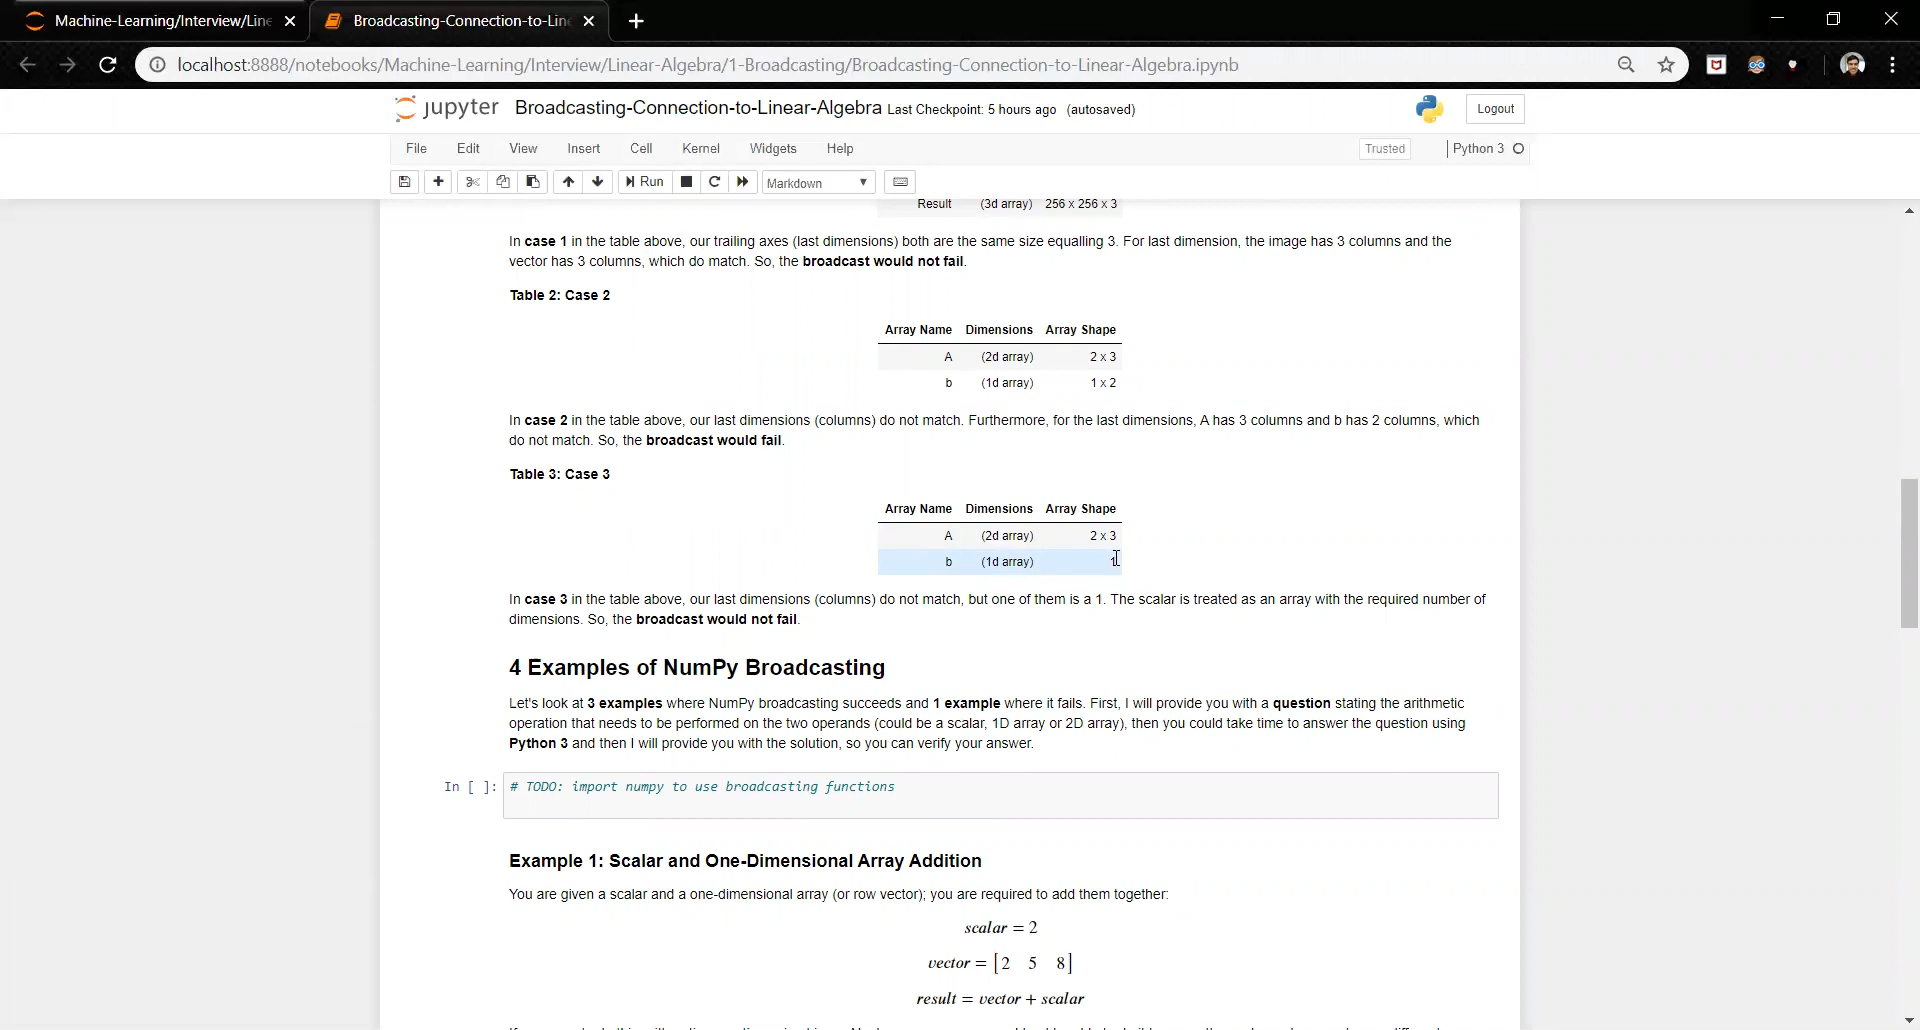 Machine-Learning/Interview/Line
Broadcasting-Connection-to-Lin
localhost:8888/notebooks/Machine-Learning/Interview/Linear-Algebra/1-Broadcasting/Broadcasting-Connection-to-Linear-Algebra.ipynb
jupyter Broadcasting-Connection-to-Linear-Algebra Last Checkpoint: 5 hours ago (autosaved)
Logout
File Edit View Insert Cell Kernel Widgets Help
Trusted
Python 3
Run
Markdown
Result (3d array) 256 x 256 x 3
In case 1 in the table above, our trailing axes (last dimensions) both are the same size equalling 3. For last dimension, the image has 3 columns and the
vector has 3 columns, which do match. So, the broadcast would not fail.
Table 2: Case 2
Array Name Dimensions Array Shape
A (2d array) 2 x 3
b (1d array) 1 x 2
In case 2 in the table above, our last dimensions (columns) do not match. Furthermore, for the last dimensions, A has 3 columns and b has 2 columns, which
do not match. So, the broadcast would fail.
Table 3: Case 3
Array Name Dimensions Array Shape
A (2d array) 2 x 3
b (1d array) 1
In case 3 in the table above, our last dimensions (columns) do not match, but one of them is a 1. The scalar is treated as an array with the required number of
dimensions. So, the broadcast would not fail.
4 Examples of NumPy Broadcasting
Let's look at 3 examples where NumPy broadcasting succeeds and 1 example where it fails. First, I will provide you with a question stating the arithmetic
operation that needs to be performed on the two operands (could be a scalar, 1D array or 2D array), then you could take time to answer the question using
Python 3 and then I will provide you with the solution, so you can verify your answer.
In [ ]: # TODO: import numpy to use broadcasting functions
Example 1: Scalar and One-Dimensional Array Addition
You are given a scalar and a one-dimensional array (or row vector); you are required to add them together:
scalar = 2
vector = [2 5 8]
result = vector + scalar